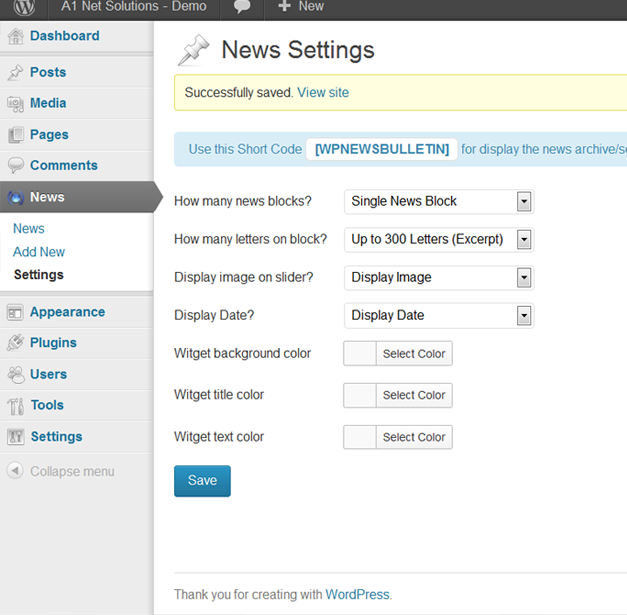 A1 Net Solutions - Demo New
Dashboard
Posts
Media
Pages
Comments
News
News
Add New
Settings
Appearance
Plugins
Users
Tools
Settings
Collapse menu
News Settings
Successfully saved. View site
Use this Short Code [WPNEWSBULLETIN] for display the news archive/s
How many news blocks? Single News Block
How many letters on block? Up to 300 Letters (Excerpt)
Display image on slider? Display Image
Display Date? Display Date
Witget background color Select Color
Witget title color Select Color
Witget text color Select Color
Save
Thank you for creating with WordPress.